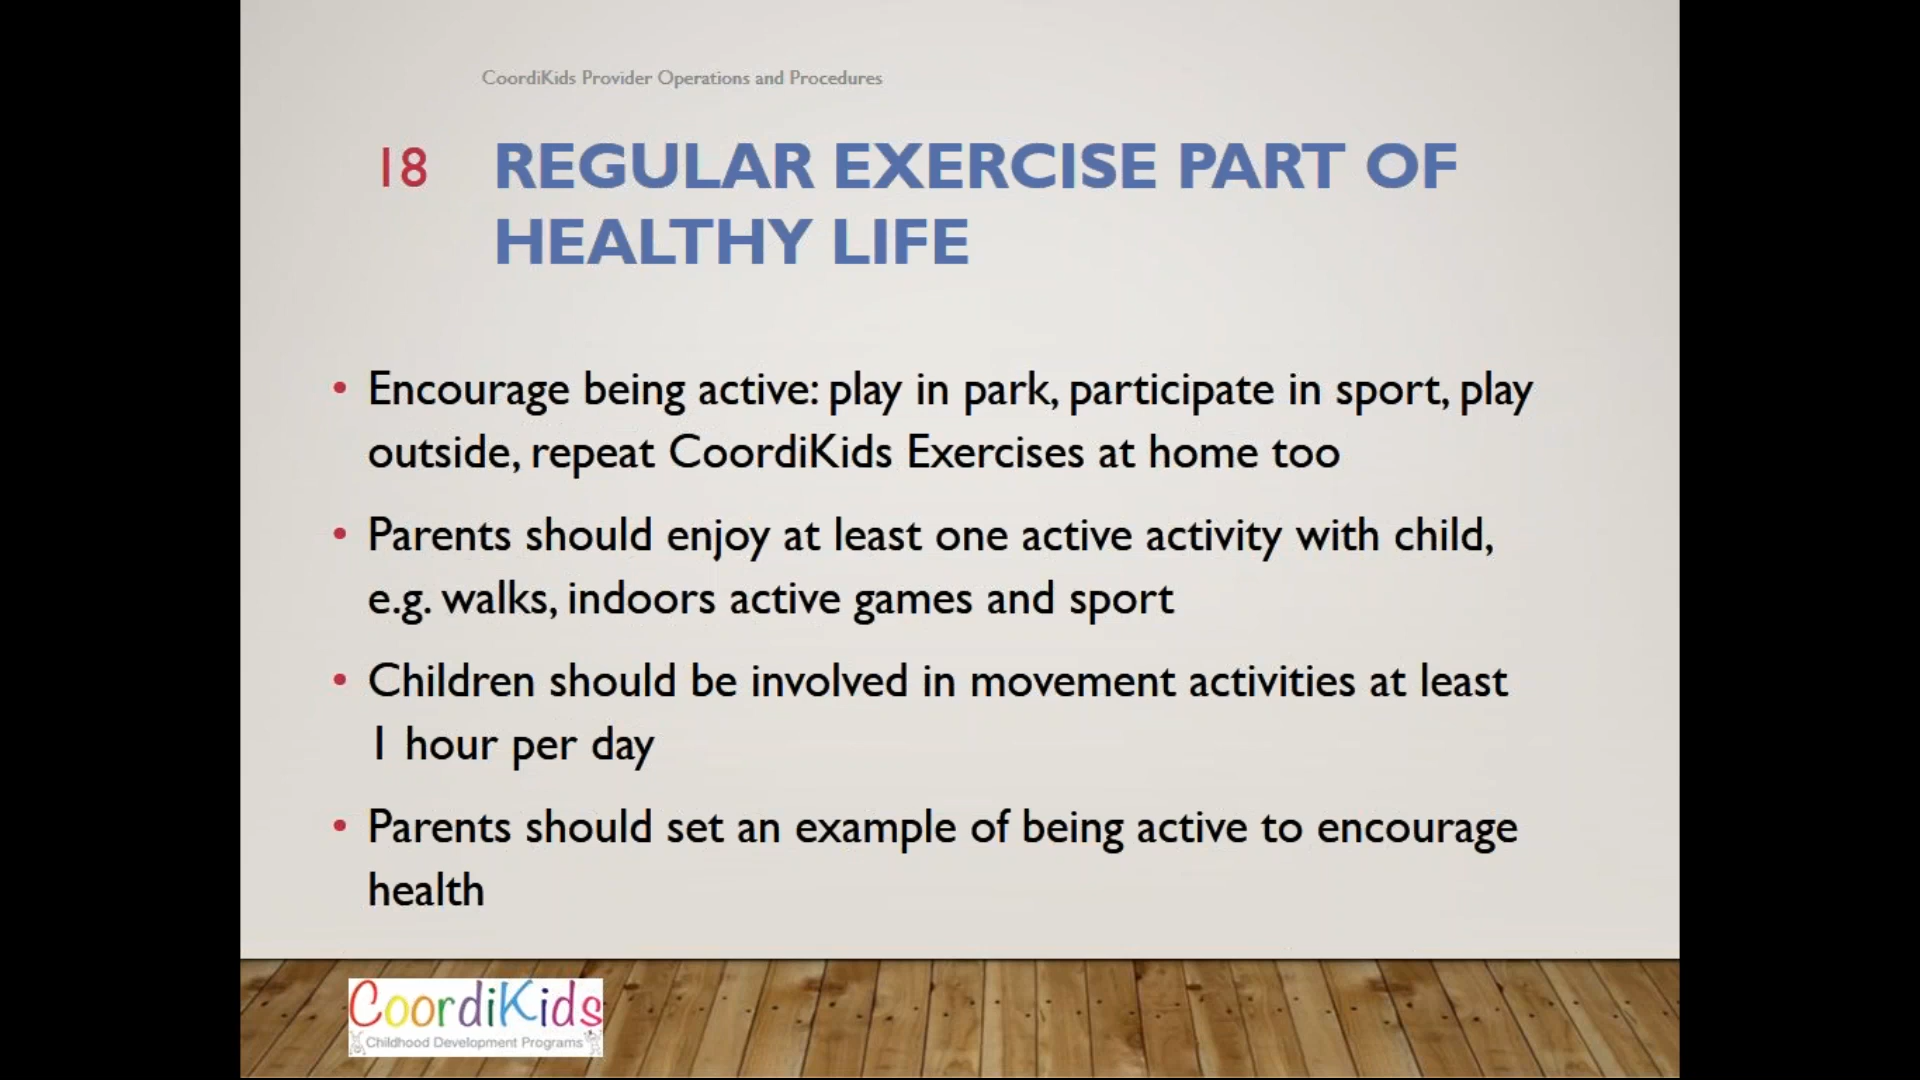 CoordiKids Provider Operations and Procedures
18 REGULAR EXERCISE PART OF
HEALTHY LIFE
• Encourage being active: play in park, participate in sport, play
outside, repeat CoordiKids Exercises at home too
• Parents should enjoy at least one active activity with child,
e.g. walks, indoors active games and sport
• Children should be involved in movement activities at least
1 hour per day
• Parents should set an example of being active to encourage
health
CoordiKids
Childhood Development Programs